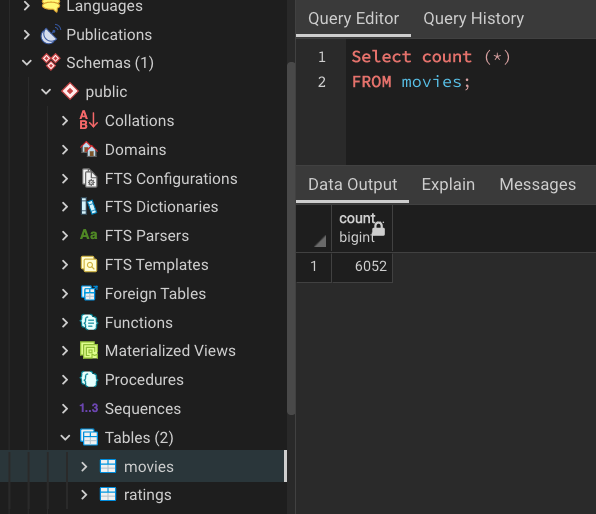 Languages
Publications
Schemas (1)
public
Collations
Domains
FTS Configurations
FTS Dictionaries
Aa FTS Parsers
FTS Templates
Foreign Tables
Functions
Materialized Views
Procedures
1..3 Sequences
Tables (2)
movies
ratings
Query Editor Query History
1 Select count (*)
2 FROM movies;
Data Output Explain Messages
count
bigint
1 6052